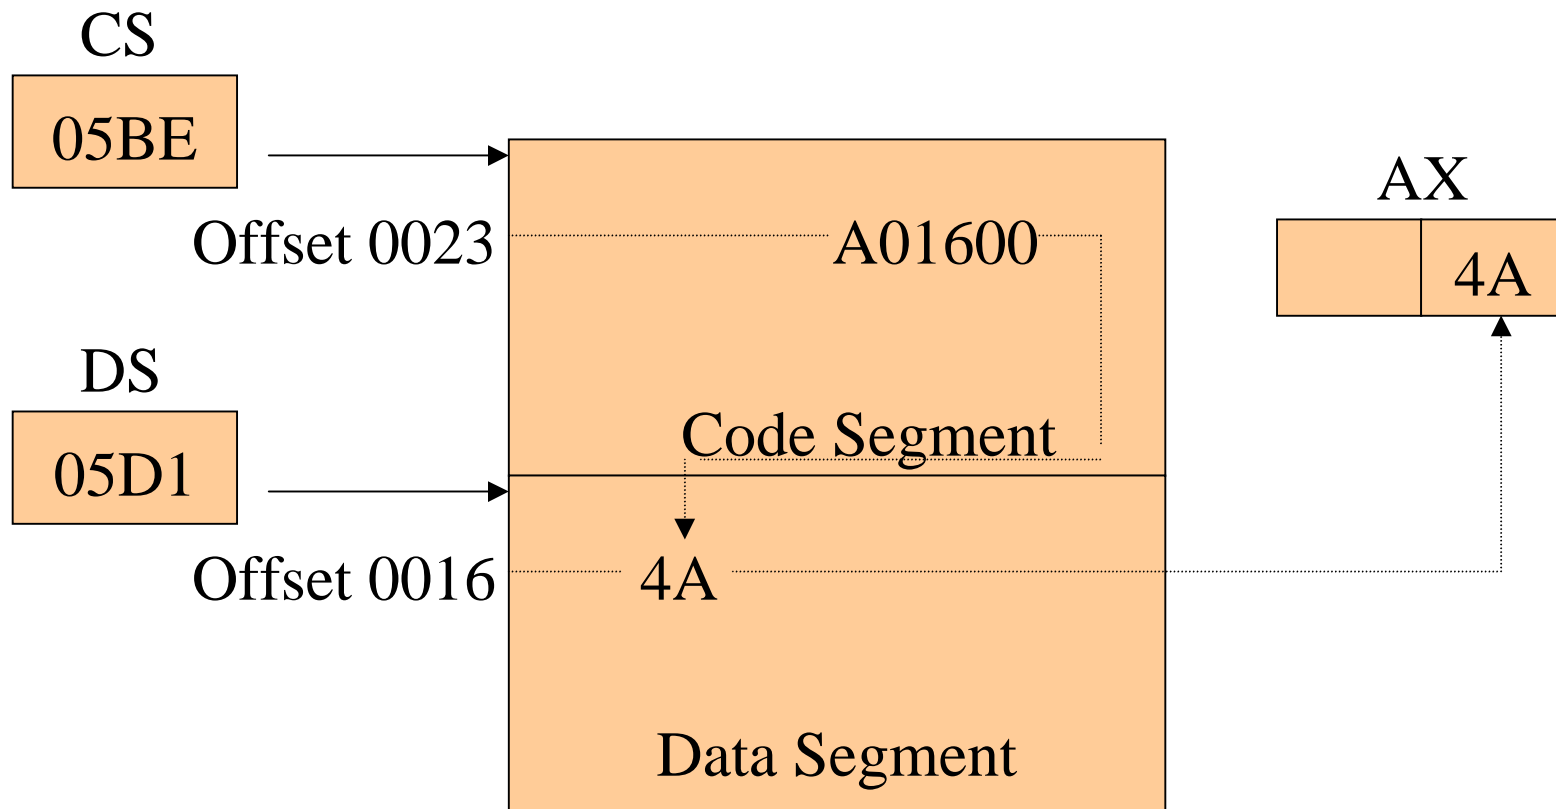 CS
05BE
Offset 0023
A01600
AX
4A
DS
05D1
Code Segment
Offset 0016
4A
Data Segment